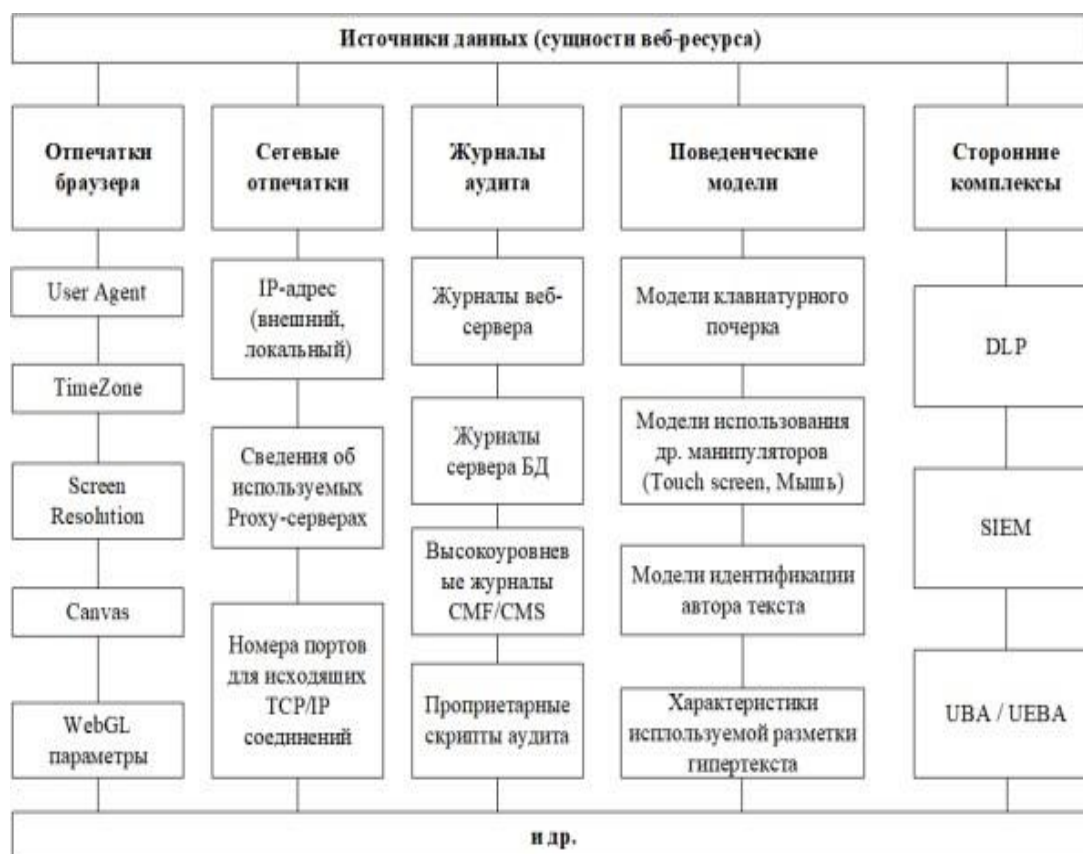 Источники данных (сущности веб-ресурса)
Отпечатки
браузера
User Agent
TimeZone
Screen
Resolution
Canvas
WebGL
параметры
Сетевые
отпечатки
IP-адрес
(внешний,
локальный)
Сведения об
используемых
Proxy-серверах
Номера портов
для исходящих
TCP/IP
соединений
Журналы
аудита
Журналы веб-
сервера
Журналы
сервера БД
Высокоуровнев
ые журналы
CMF/CMS
Проприетарные
скрипты аудита
Поведенческие
модели
Модели клавиатурного
почерка
Модели использования
др. манипуляторов
(Touch screen, Мышь)
Модели идентификации
автора текста
Характеристики
исплользуемой разметки
гипертекста
Сторонние
комплексы
DLP
SIEM
UBA / UEBA
и др.